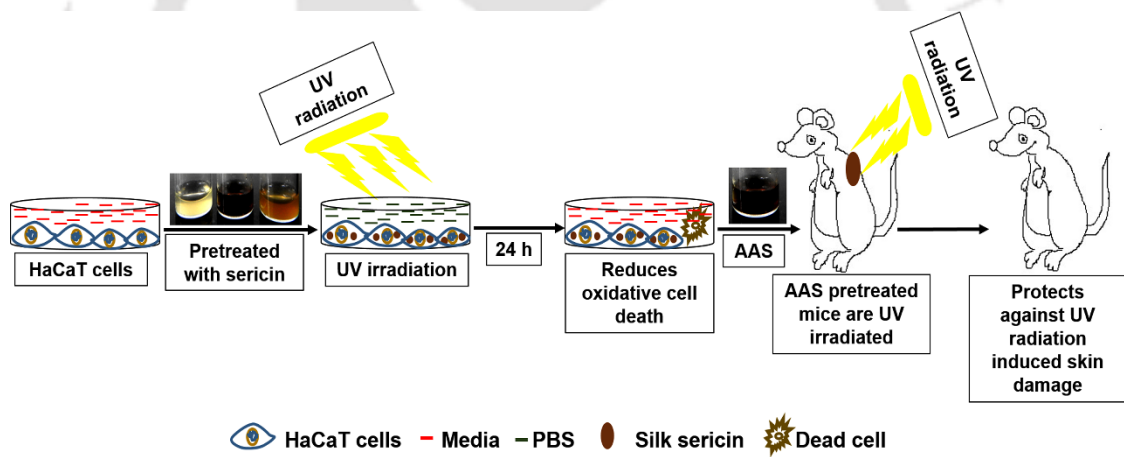 UV
radiation
UV
radiation
HaCaT cells
Pretreated
with sericin
UV irradiation
24 h
Reduces
oxidative cell
death
AAS
AAS pretreated
mice are UV
irradiated
Protects
against UV
radiation
induced skin
damage
HaCaT cells
Media
PBS
Silk sericin
Dead cell